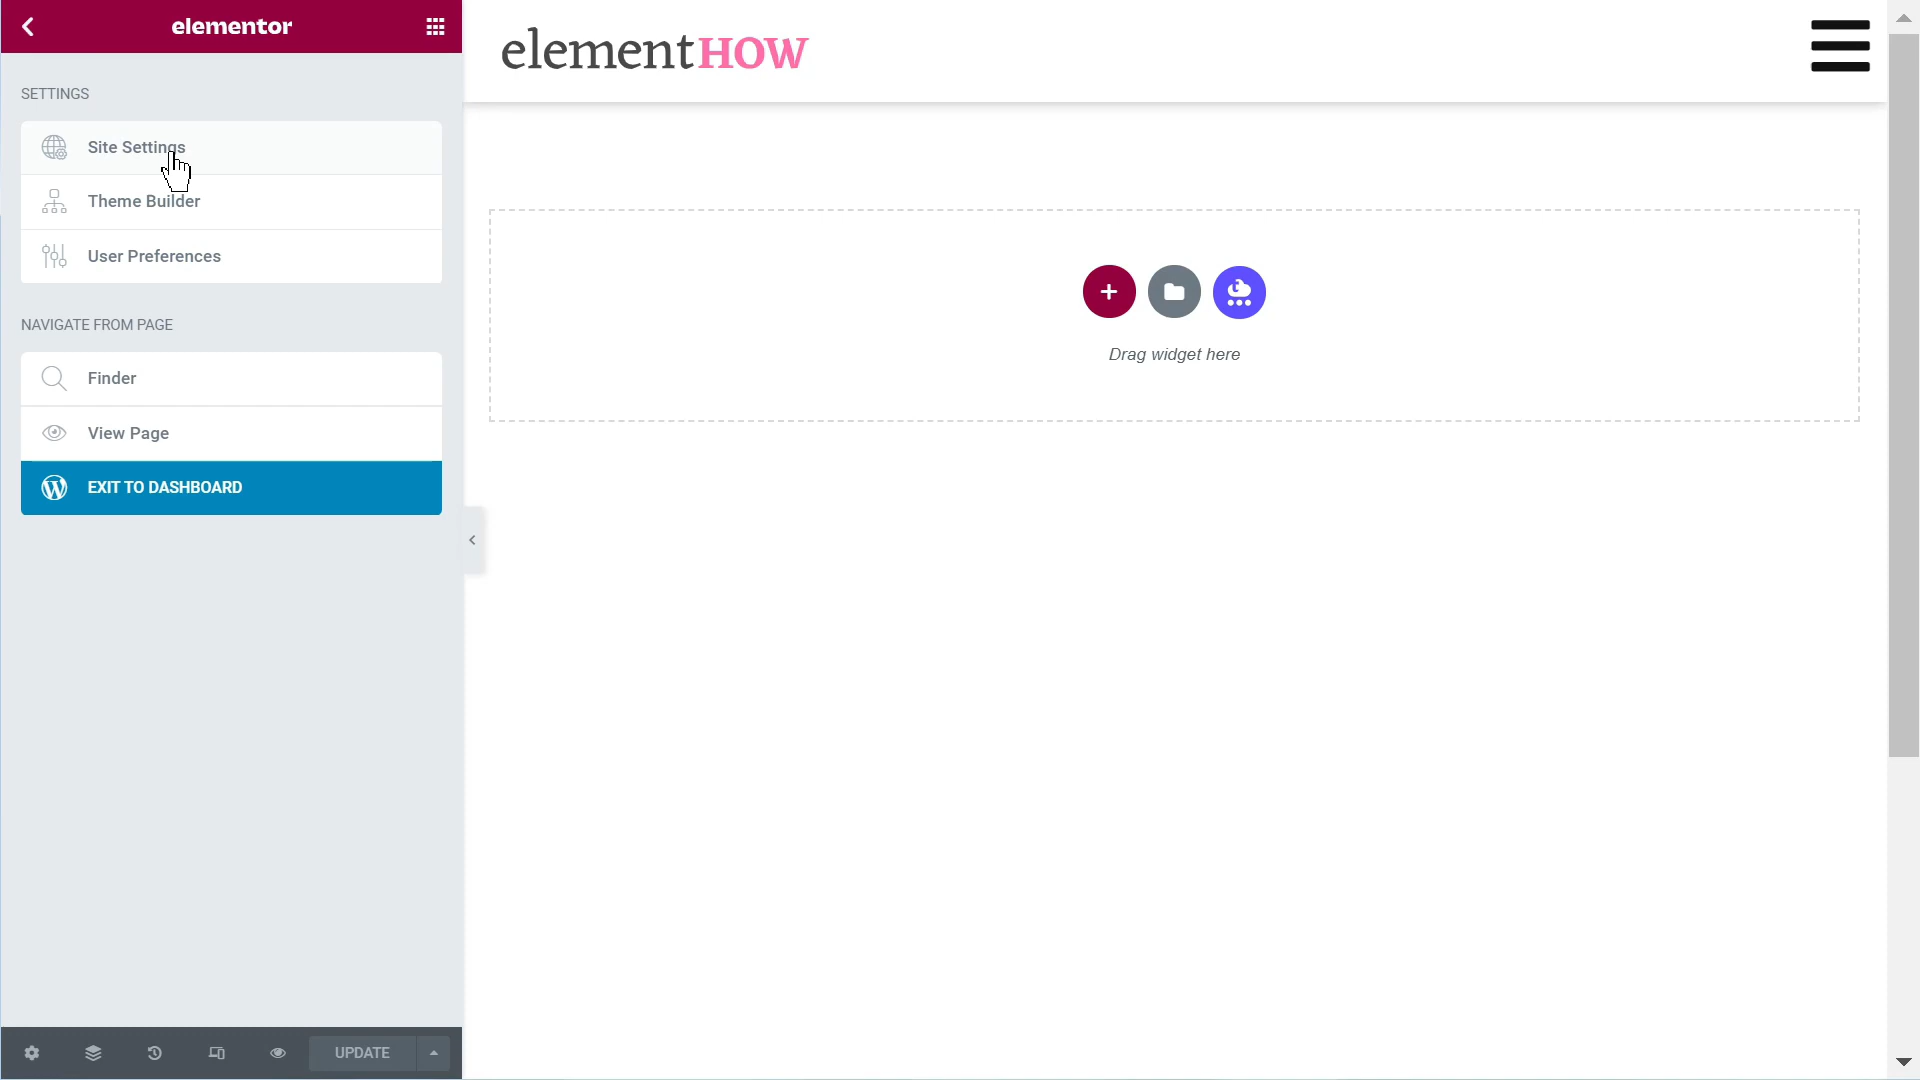 elementor
SETTINGS
Site Settings
Theme Builder
User Preferences
NAVIGATE FROM PAGE
Finder
View Page
EXIT TO DASHBOARD
UPDATE
elementHOW
Drag widget here